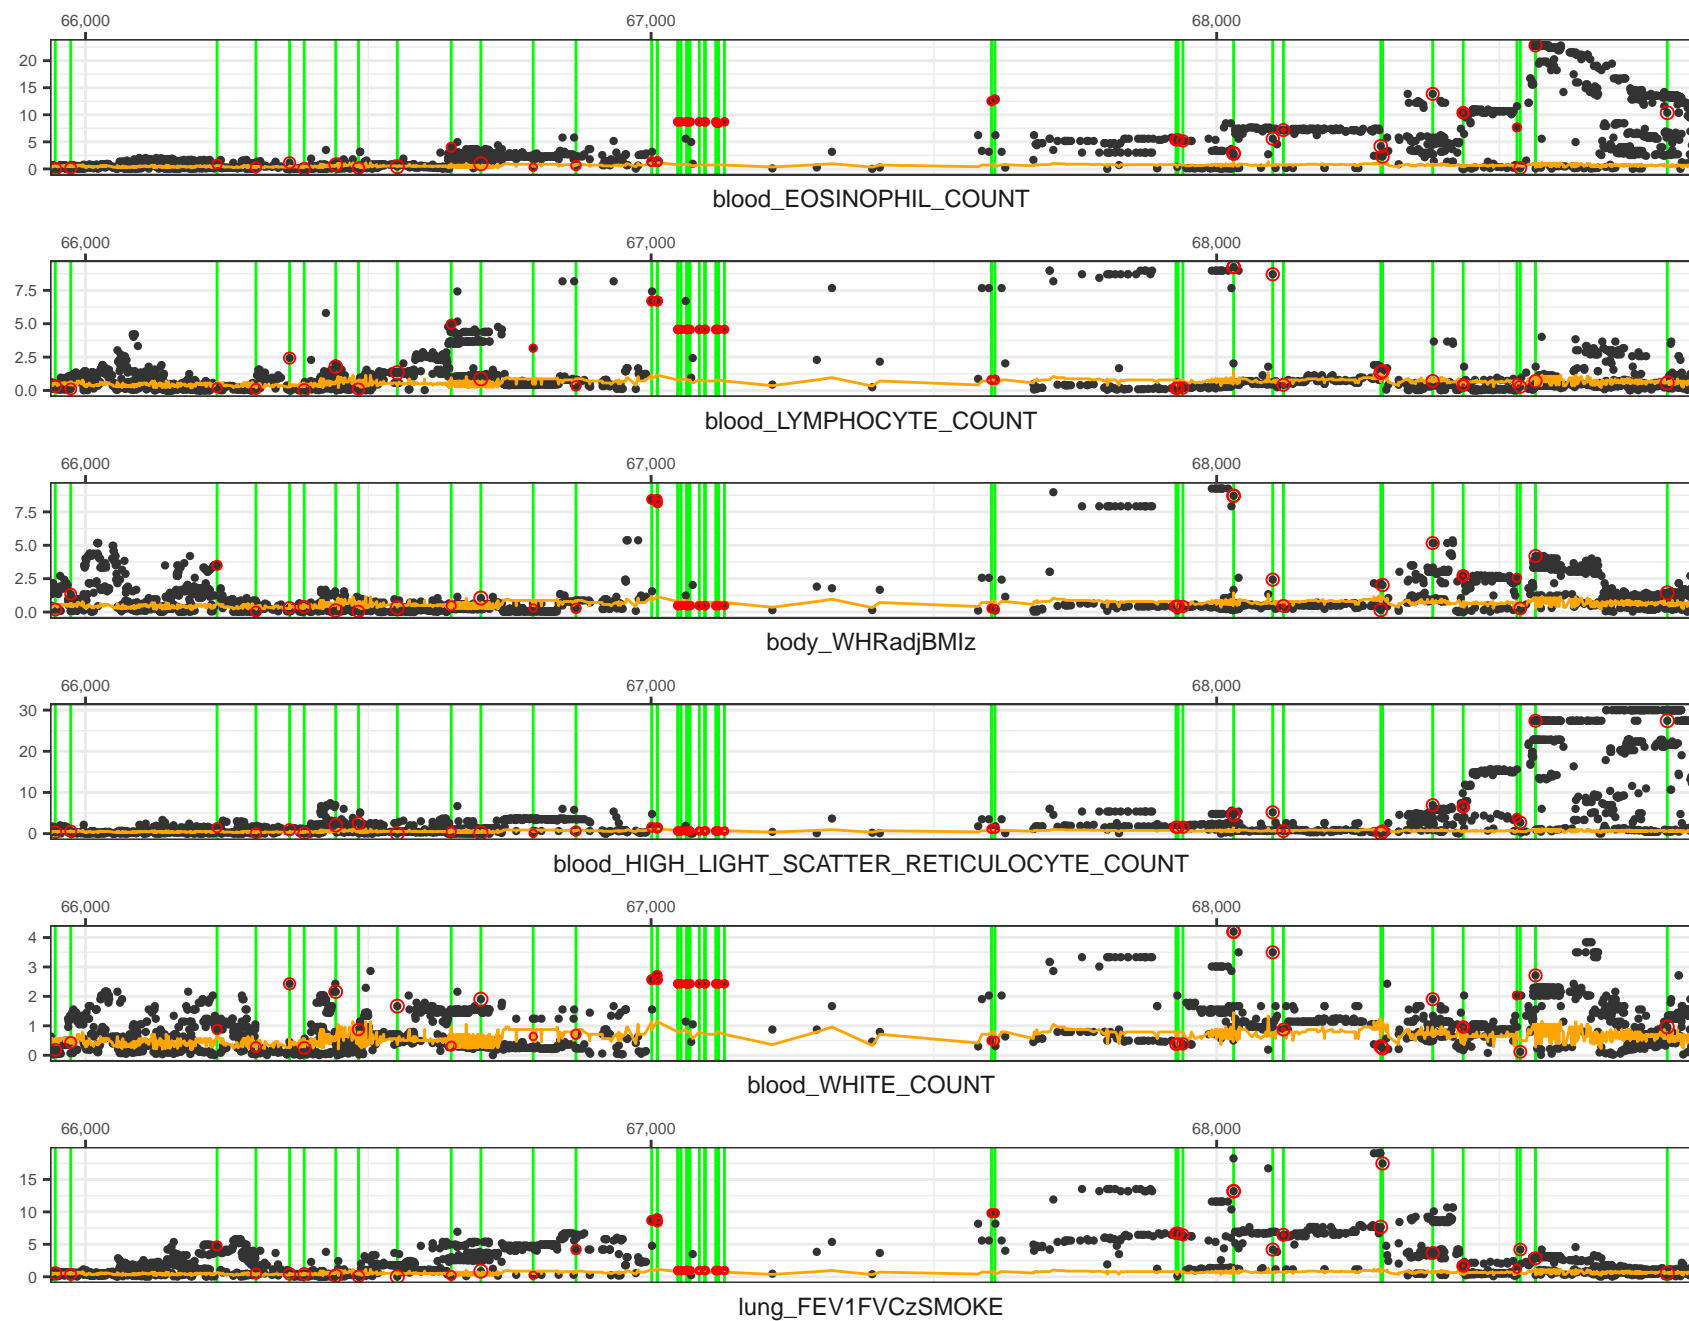 66,000 67,000 68,000
20
15
10
5
0
blood_EOSINOPHIL_COUNT
66,000 67,000 68,000
7.5
5.0
2.5
0.0
blood_LYMPHOCYTE_COUNT
66,000 67,000 68,000
7.5
5.0
2.5
0.0
body_WHRadjBMIz
66,000 67,000 68,000
30
20
10
0
blood_HIGH_LIGHT_SCATTER_RETICULOCYTE_COUNT
66,000 67,000 68,000
4
3
2
1
0
blood_WHITE_COUNT
66,000 67,000 68,000
15
10
5
0
lung_FEV1FVCzSMOKE